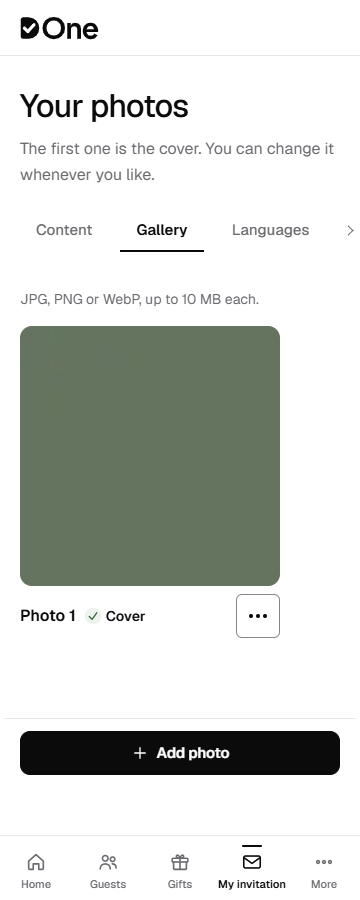 One
Your photos
The first one is the cover. You can change it
whenever you like.
Content Gallery Languages
JPG, PNG or WebP, up to 10 MB each.
Photo 1 Cover
Add photo
Home Guests Gifts My invitation More